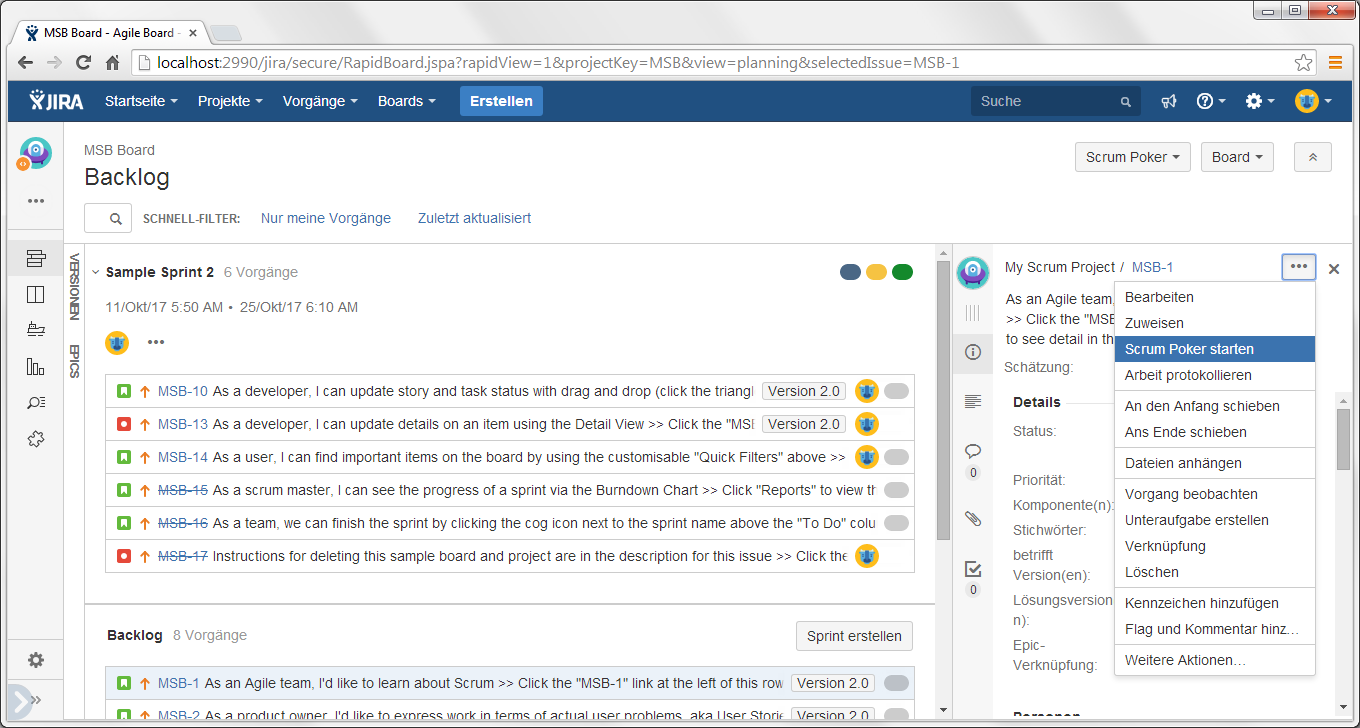 MSB Board - Agile Board -
localhost:2990/jira/secure/RapidBoard.jspa?rapidView=1&projectKey=MSB&view=planning&selectedIssue=MSB-1
JIRA Startseite Projekte Vorgänge Boards Erstellen Suche
MSB Board
Backlog
Scrum Poker Board
SCHNELL-FILTER: Nur meine Vorgänge Zuletzt aktualisiert
VERSIONEN
EPICS
Sample Sprint 2 6 Vorgänge
11/Okt/17 5:50 AM • 25/Okt/17 6:10 AM
MSB-10 As a developer, I can update story and task status with drag and drop (click the triangl Version 2.0
MSB-13 As a developer, I can update details on an item using the Detail View >> Click the "MS Version 2.0
MSB-14 As a user, I can find important items on the board by using the customisable "Quick Filters" above >>
MSB-15 As a scrum master, I can see the progress of a sprint via the Burndown Chart >> Click "Reports" to view th
MSB-16 As a team, we can finish the sprint by clicking the cog icon next to the sprint name above the "To Do" colu
MSB-17 Instructions for deleting this sample board and project are in the description for this issue >> Click the
Backlog 8 Vorgänge Sprint erstellen
MSB-1 As an Agile team, I'd like to learn about Scrum >> Click the "MSB-1" link at the left of this row Version 2.0
MSB-2 As a product owner, I'd like to express work in terms of actual user problems, aka User Storie Version 2.0
0
0
My Scrum Project / MSB-1
As an Agile team,
>> Click the "MSB
to see detail in th
Schätzung:
Details
Status:
Priorität:
Komponente(n):
Stichwörter:
betrifft
Version(en):
Lösungsversion
n):
Epic-
Verknüpfung:
Personen
Bearbeiten
Zuweisen
Scrum Poker starten
Arbeit protokollieren
An den Anfang schieben
Ans Ende schieben
Dateien anhängen
Vorgang beobachten
Unteraufgabe erstellen
Verknüpfung
Löschen
Kennzeichen hinzufügen
Flag und Kommentar hinz...
Weitere Aktionen...